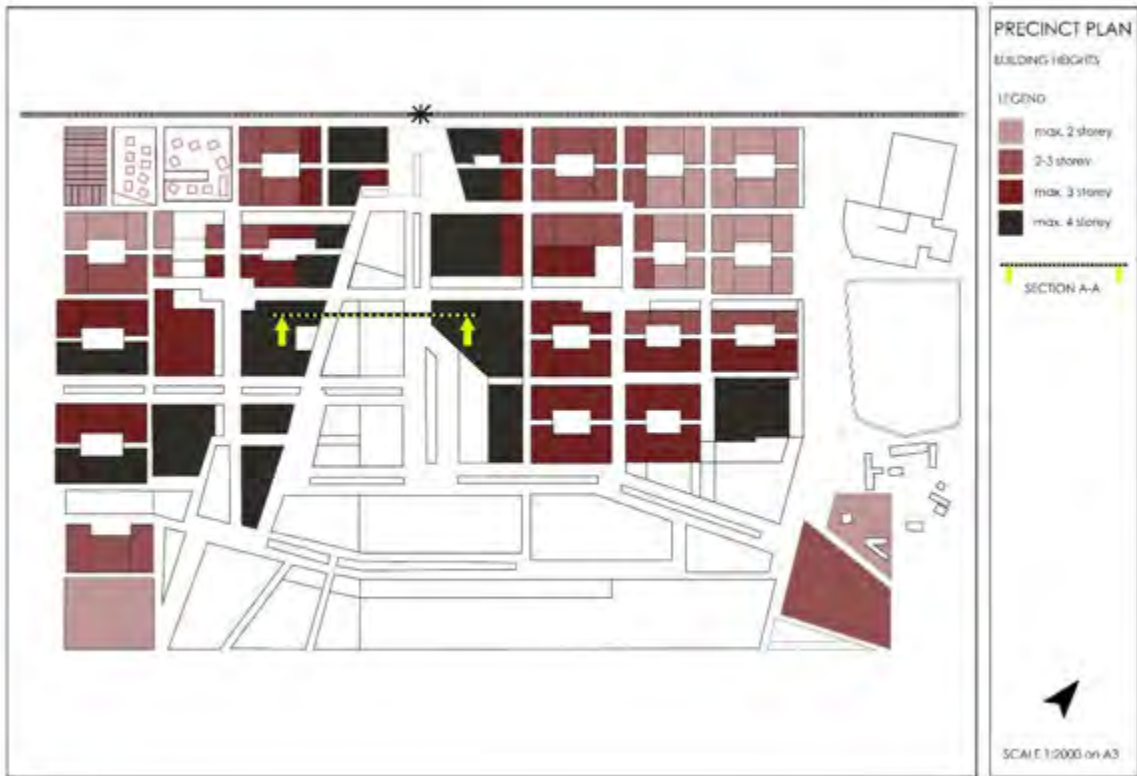 PRECINCT PLAN
BUILDING HEIGHTS
LEGEND
max. 2 storey
2-3 storey
max. 3 storey
max. 4 storey
SECTION A-A
SCALE 1:2000 on A3